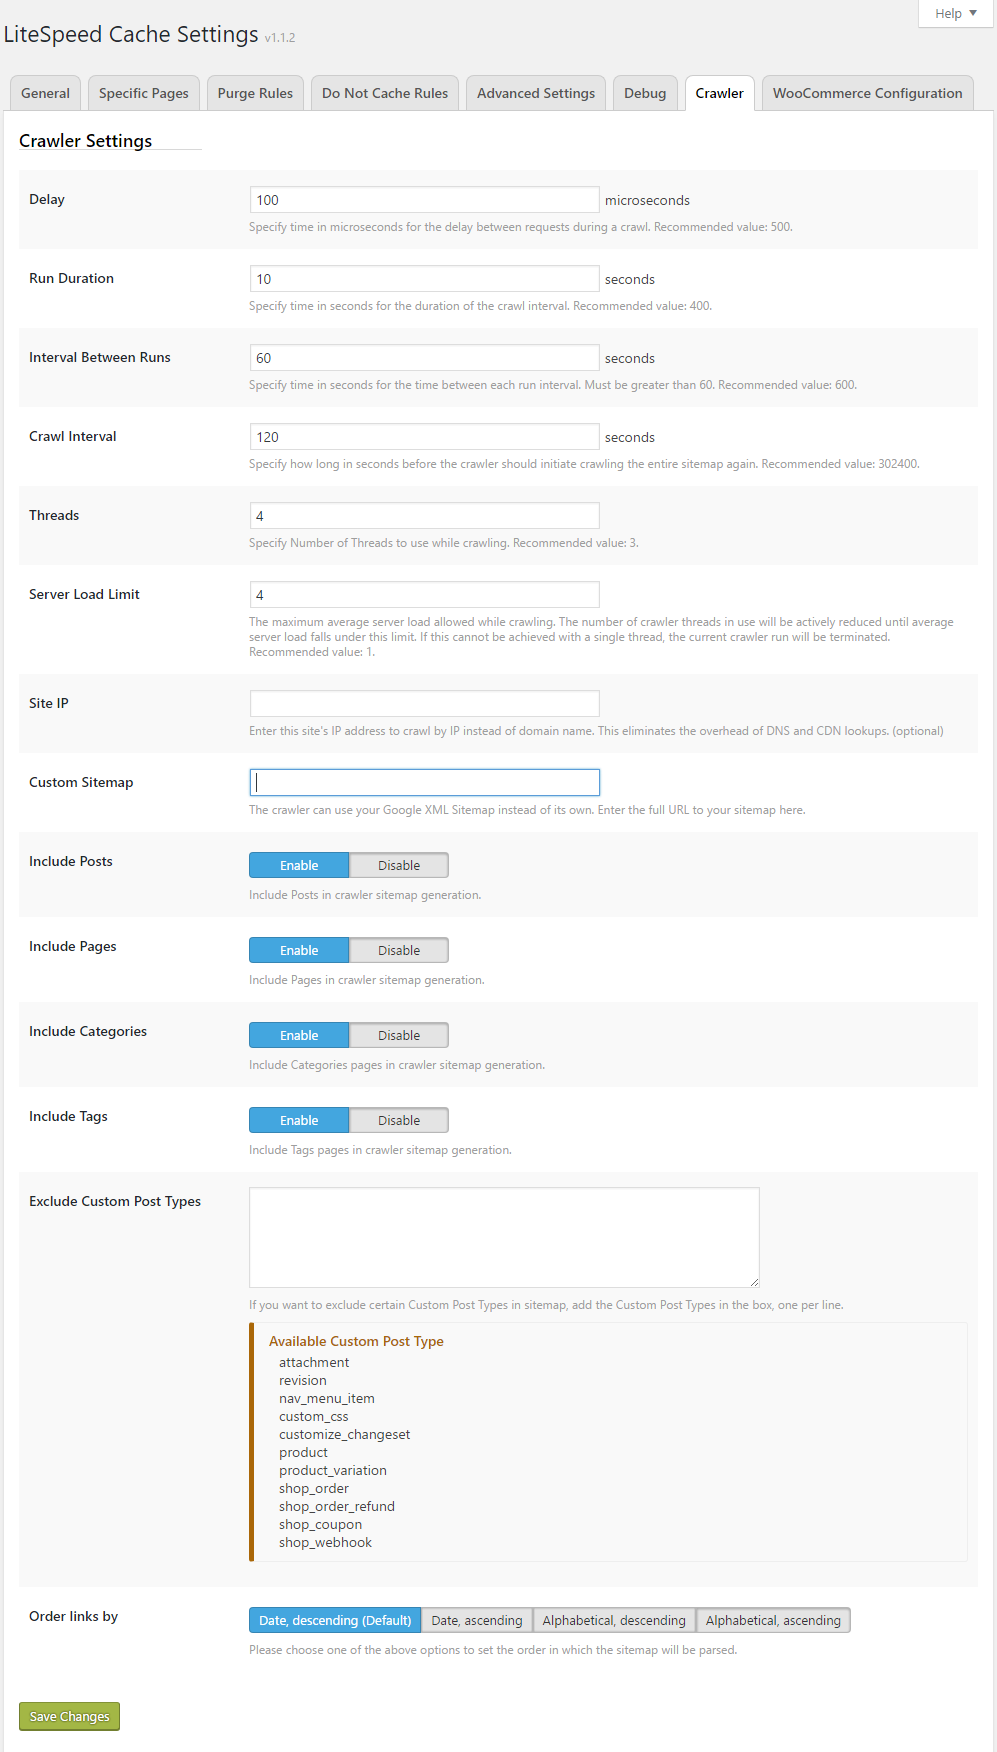 Help
LiteSpeed Cache Settings v1.1.2
General Specific Pages Purge Rules Do Not Cache Rules Advanced Settings Debug Crawler WooCommerce Configuration
Crawler Settings
Delay 100 microseconds
Specify time in microseconds for the delay between requests during a crawl. Recommended value: 500.
Run Duration 10 seconds
Specify time in seconds for the duration of the crawl interval. Recommended value: 400.
Interval Between Runs 60 seconds
Specify time in seconds for the time between each run interval. Must be greater than 60. Recommended value: 600.
Crawl Interval 120 seconds
Specify how long in seconds before the crawler should initiate crawling the entire sitemap again. Recommended value: 302400.
Threads 4
Specify Number of Threads to use while crawling. Recommended value: 3.
Server Load Limit 4
The maximum average server load allowed while crawling. The number of crawler threads in use will be actively reduced until average
server load falls under this limit. If this cannot be achieved with a single thread, the current crawler run will be terminated.
Recommended value: 1.
Site IP
Enter this site's IP address to crawl by IP instead of domain name. This eliminates the overhead of DNS and CDN lookups. (optional)
Custom Sitemap
The crawler can use your Google XML Sitemap instead of its own. Enter the full URL to your sitemap here.
Include Posts Enable Disable
Include Posts in crawler sitemap generation.
Include Pages Enable Disable
Include Pages in crawler sitemap generation.
Include Categories Enable Disable
Include Categories pages in crawler sitemap generation.
Include Tags Enable Disable
Include Tags pages in crawler sitemap generation.
Exclude Custom Post Types
If you want to exclude certain Custom Post Types in sitemap, add the Custom Post Types in the box, one per line.
Available Custom Post Type
attachment
revision
nav_menu_item
custom_css
customize_changeset
product
product_variation
shop_order
shop_order_refund
shop_coupon
shop_webhook
Order links by Date, descending (Default) Date, ascending Alphabetical, descending Alphabetical, ascending
Please choose one of the above options to set the order in which the sitemap will be parsed.
Save Changes